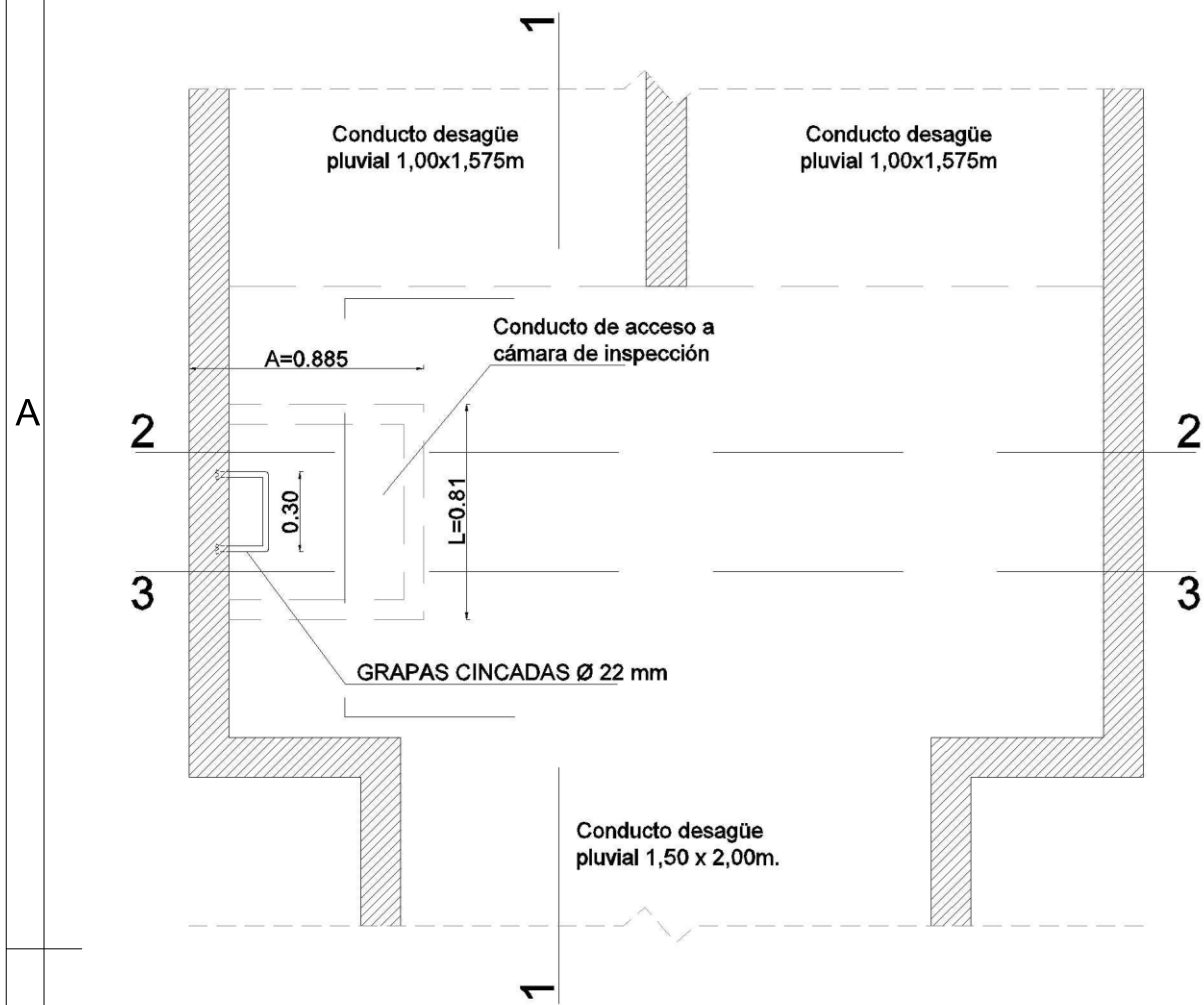 1
Conducto desagüe
pluvial 1,00x1,575m
Conducto desagüe
pluvial 1,00x1,575m
Conducto de acceso a
cámara de inspección
A=0.885
A
2
2
0.30
L=0.81
3
3
GRAPAS CINCADAS Ø 22 mm
Conducto desagüe
pluvial 1,50 x 2,00m.
1